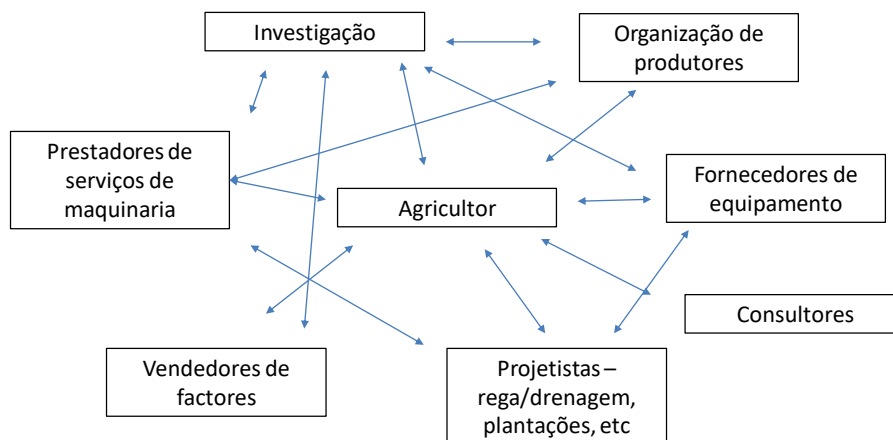 Investigação
Organização de
produtores
Prestadores de
serviços de
maquinaria
Agricultor
Fornecedores de
equipamento
Consultores
Vendedores de
factores
Projetistas –
rega/drenagem,
plantações, etc